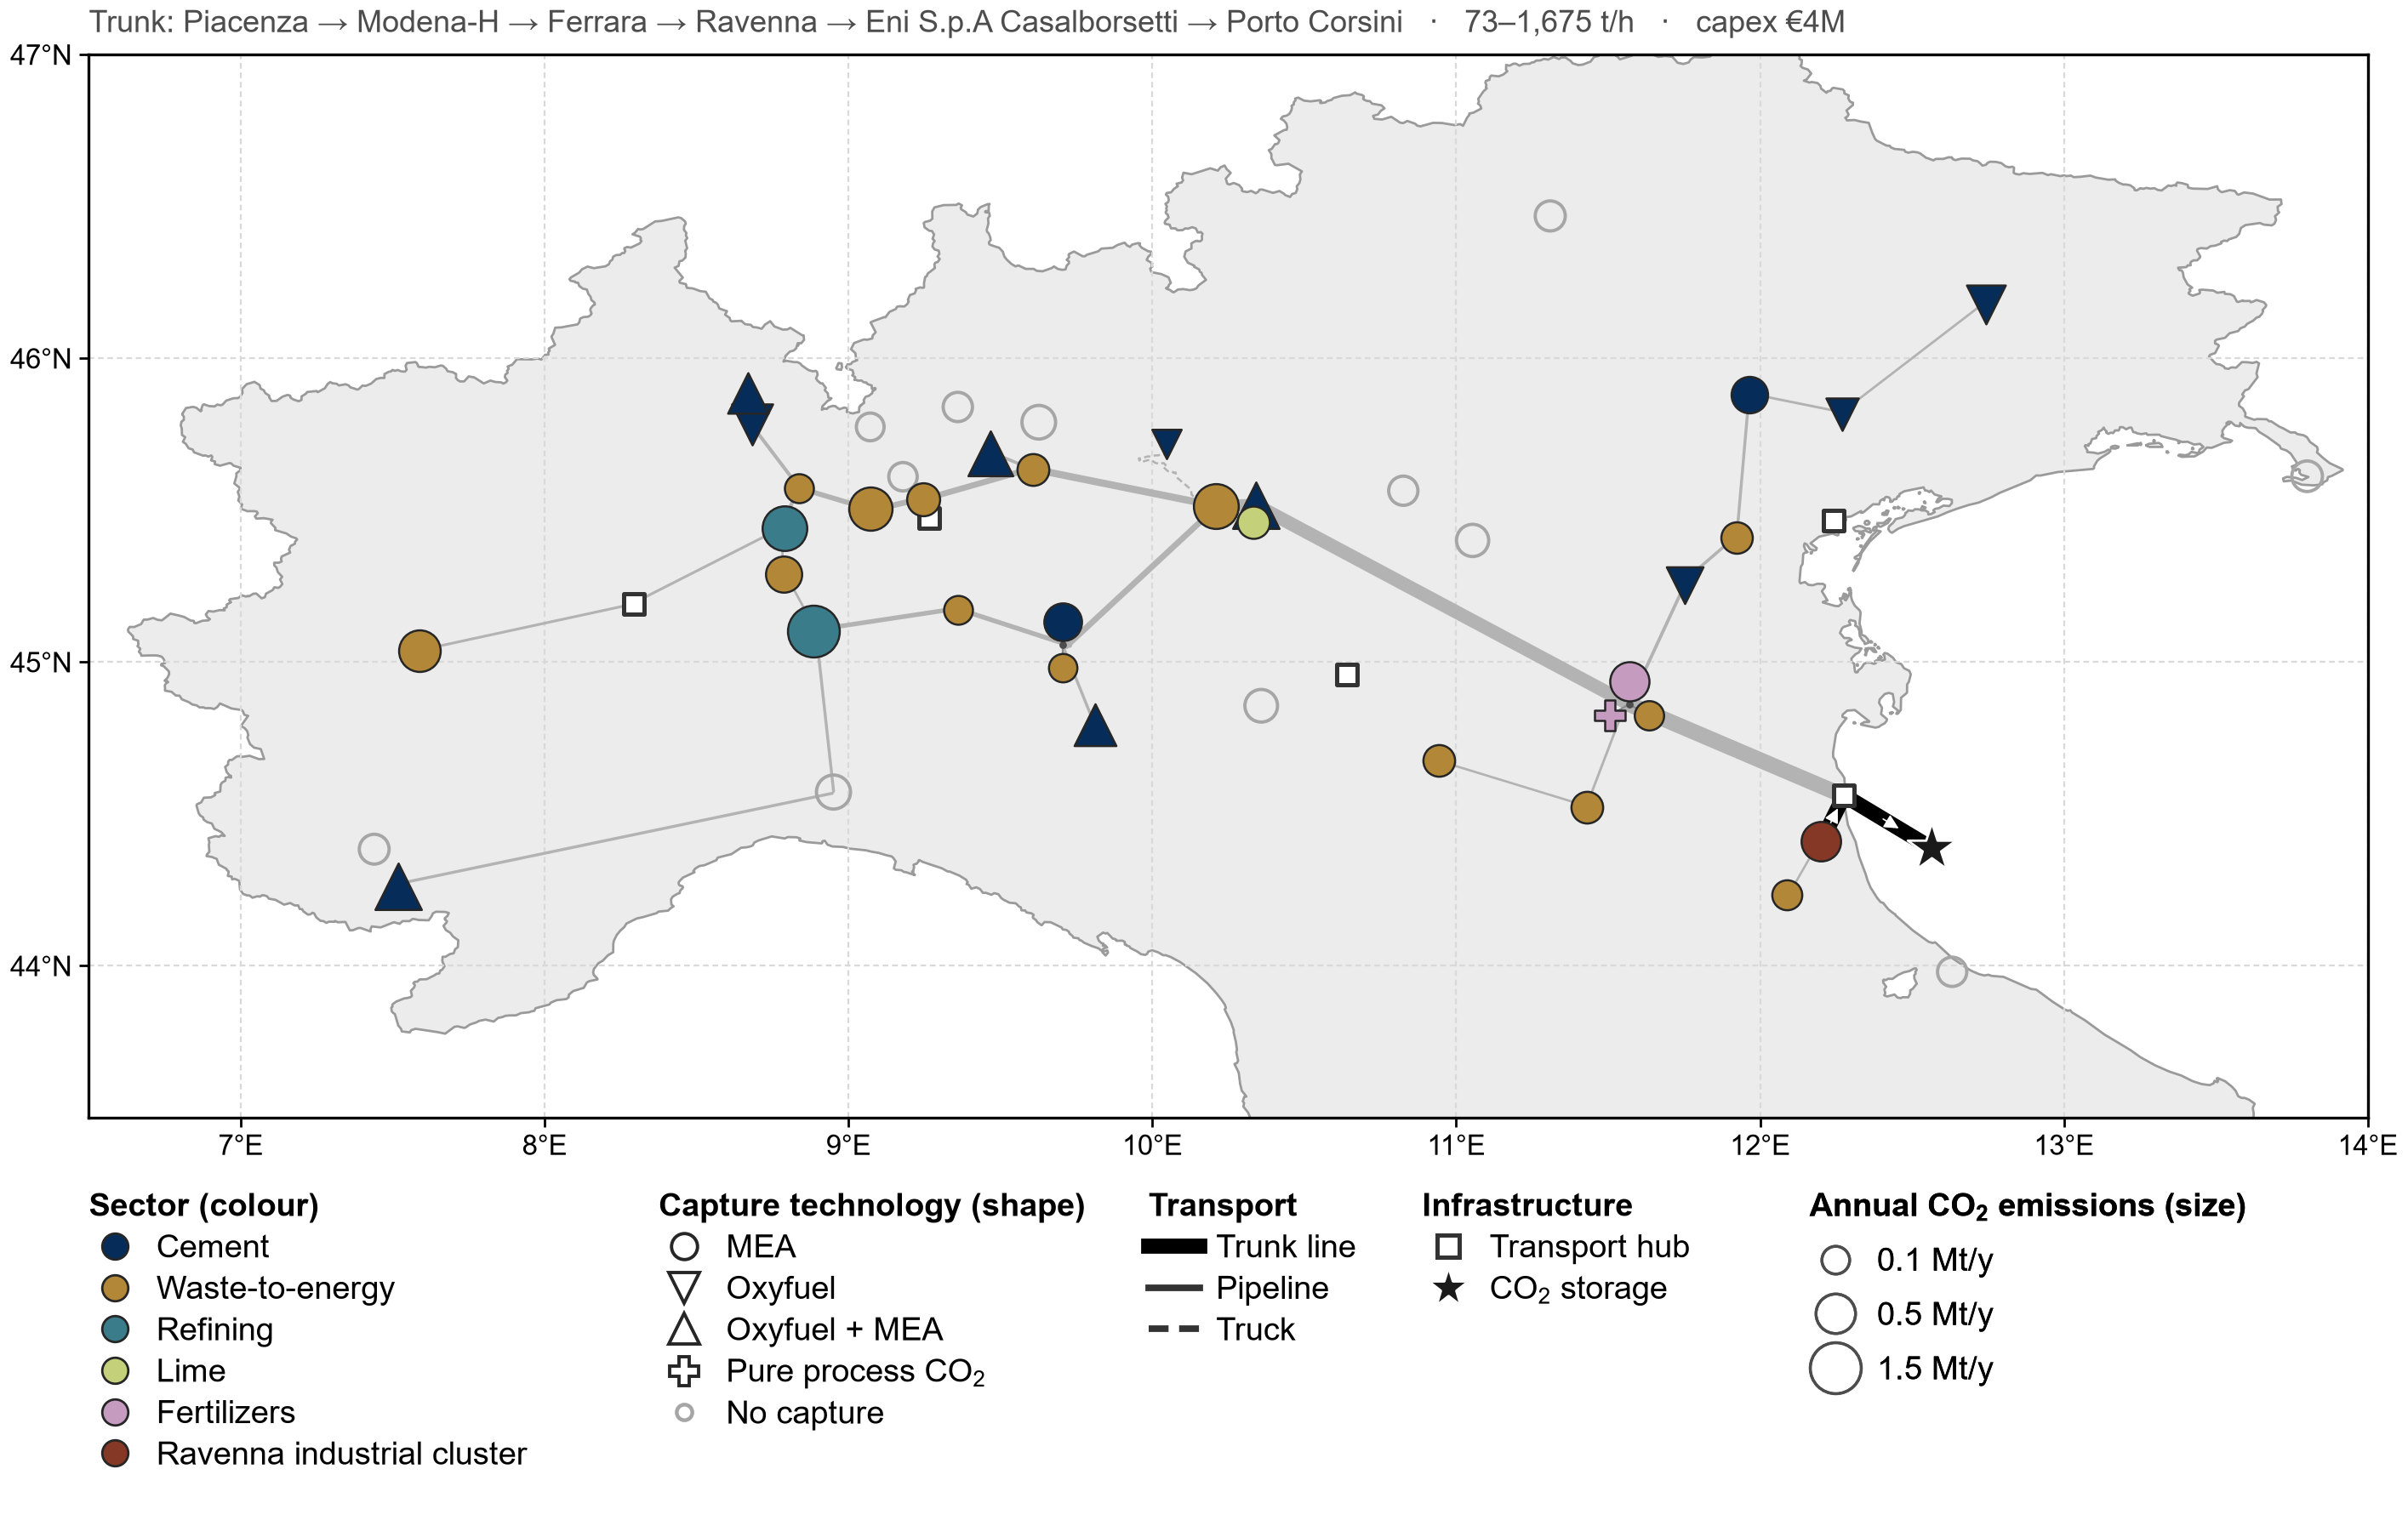 Trunk: Piacenza → Modena-H → Ferrara → Ravenna → Eni S.p.A Casalborsetti → Porto Corsini · 73–1,675 t/h · capex €4M
47°N
46°N
45°N
44°N
7°E 8°E 9°E 10°E 11°E 12°E 13°E 14°E
Sector (colour)
Cement
Waste-to-energy
Refining
Lime
Fertilizers
Ravenna industrial cluster
Capture technology (shape)
MEA
Oxyfuel
Oxyfuel + MEA
Pure process CO₂
No capture
Transport
Trunk line
Pipeline
Truck
Infrastructure
Transport hub
CO₂ storage
Annual CO₂ emissions (size)
0.1 Mt/y
0.5 Mt/y
1.5 Mt/y